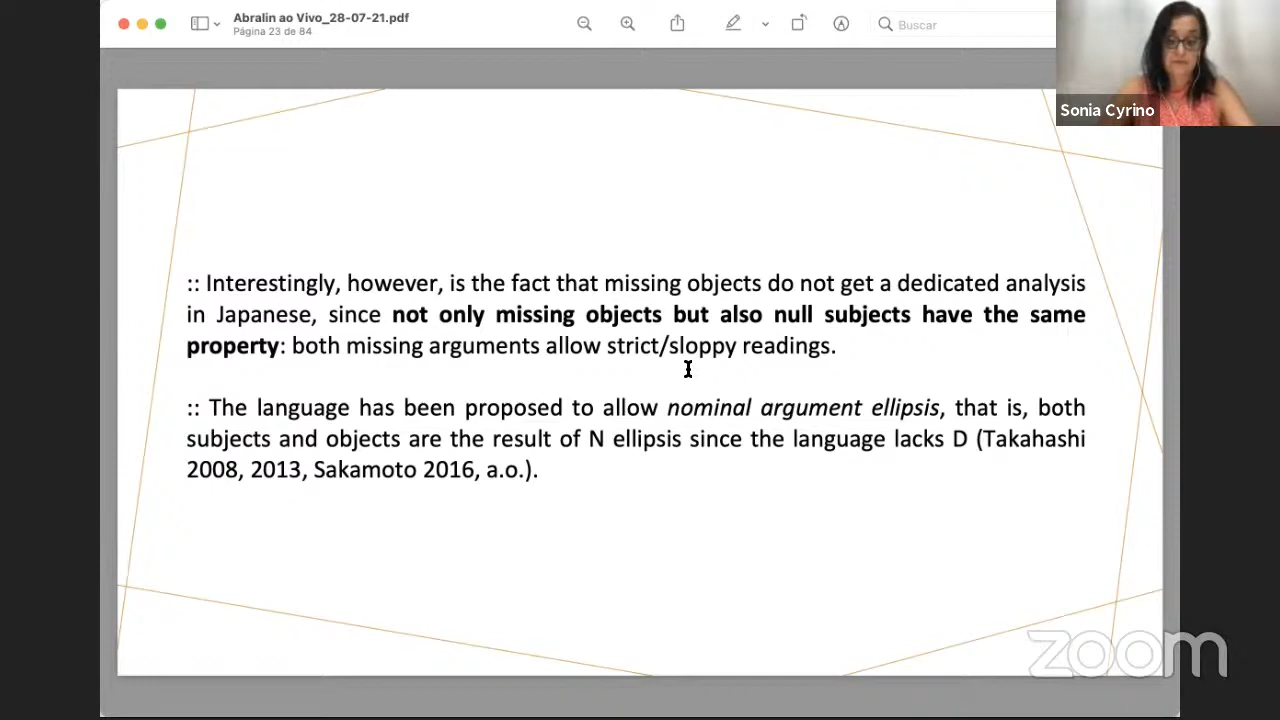 Abralin ao Vivo_28-07-21.pdf
Página 23 de 84
Buscar
Sonia Cyrino
:: Interestingly, however, is the fact that missing objects do not get a dedicated analysis
in Japanese, since not only missing objects but also null subjects have the same
property: both missing arguments allow strict/sloppy readings.
:: The language has been proposed to allow nominal argument ellipsis, that is, both
subjects and objects are the result of N ellipsis since the language lacks D (Takahashi
2008, 2013, Sakamoto 2016, a.o.).
zoom